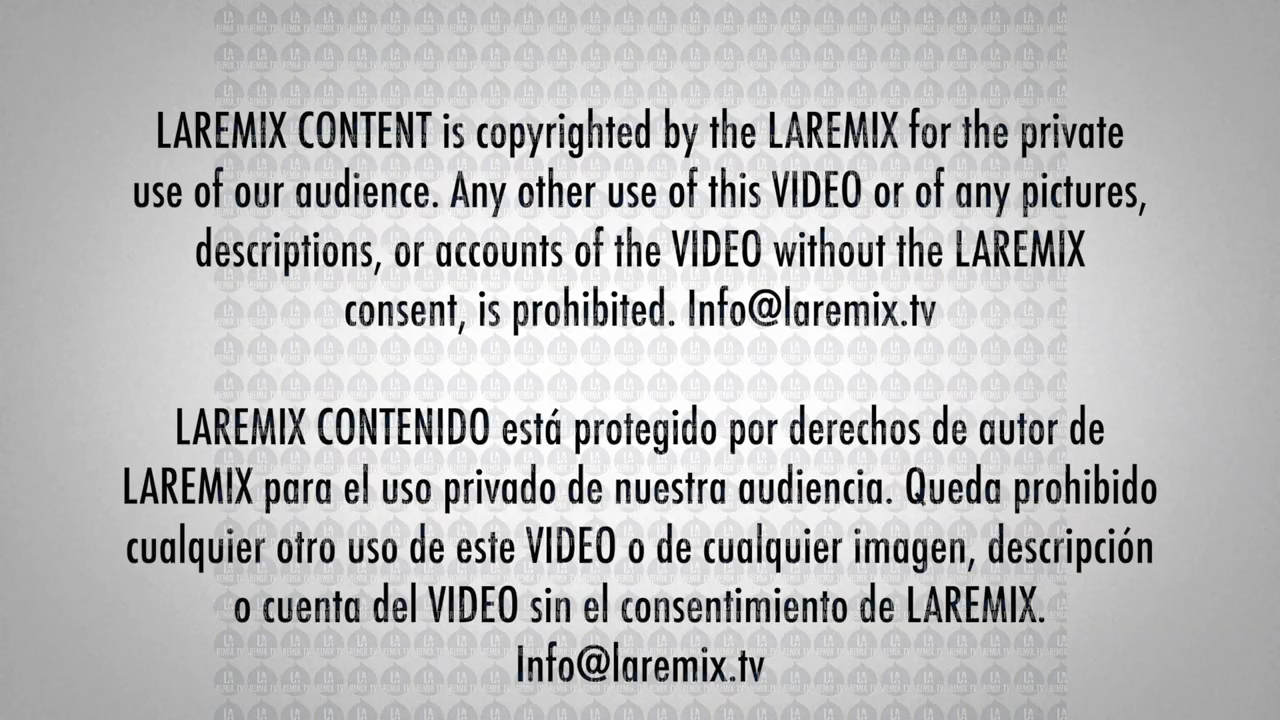 LAREMIX CONTENT is copyrighted by the LAREMIX for the private
use of our audience. Any other use of this VIDEO or of any pictures,
descriptions, or accounts of the VIDEO without the LAREMIX
consent, is prohibited. Info@laremix.tv
LAREMIX CONTENIDO está protegido por derechos de autor de
LAREMIX para el uso privado de nuestra audiencia. Queda prohibido
cualquier otro uso de este VIDEO o de cualquier imagen, descripción
o cuenta del VIDEO sin el consentimiento de LAREMIX.
Info@laremix.tv